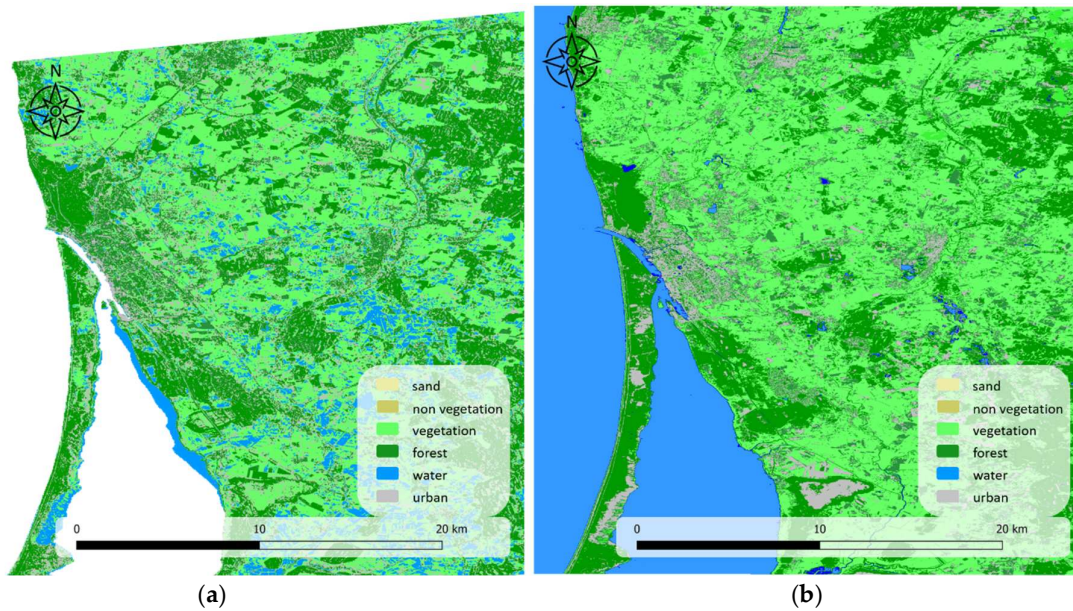 N
sand
non vegetation
vegetation
forest
water
urban
0 10 20 km
(a)
N
sand
non vegetation
vegetation
forest
water
urban
0 10 20 km
(b)